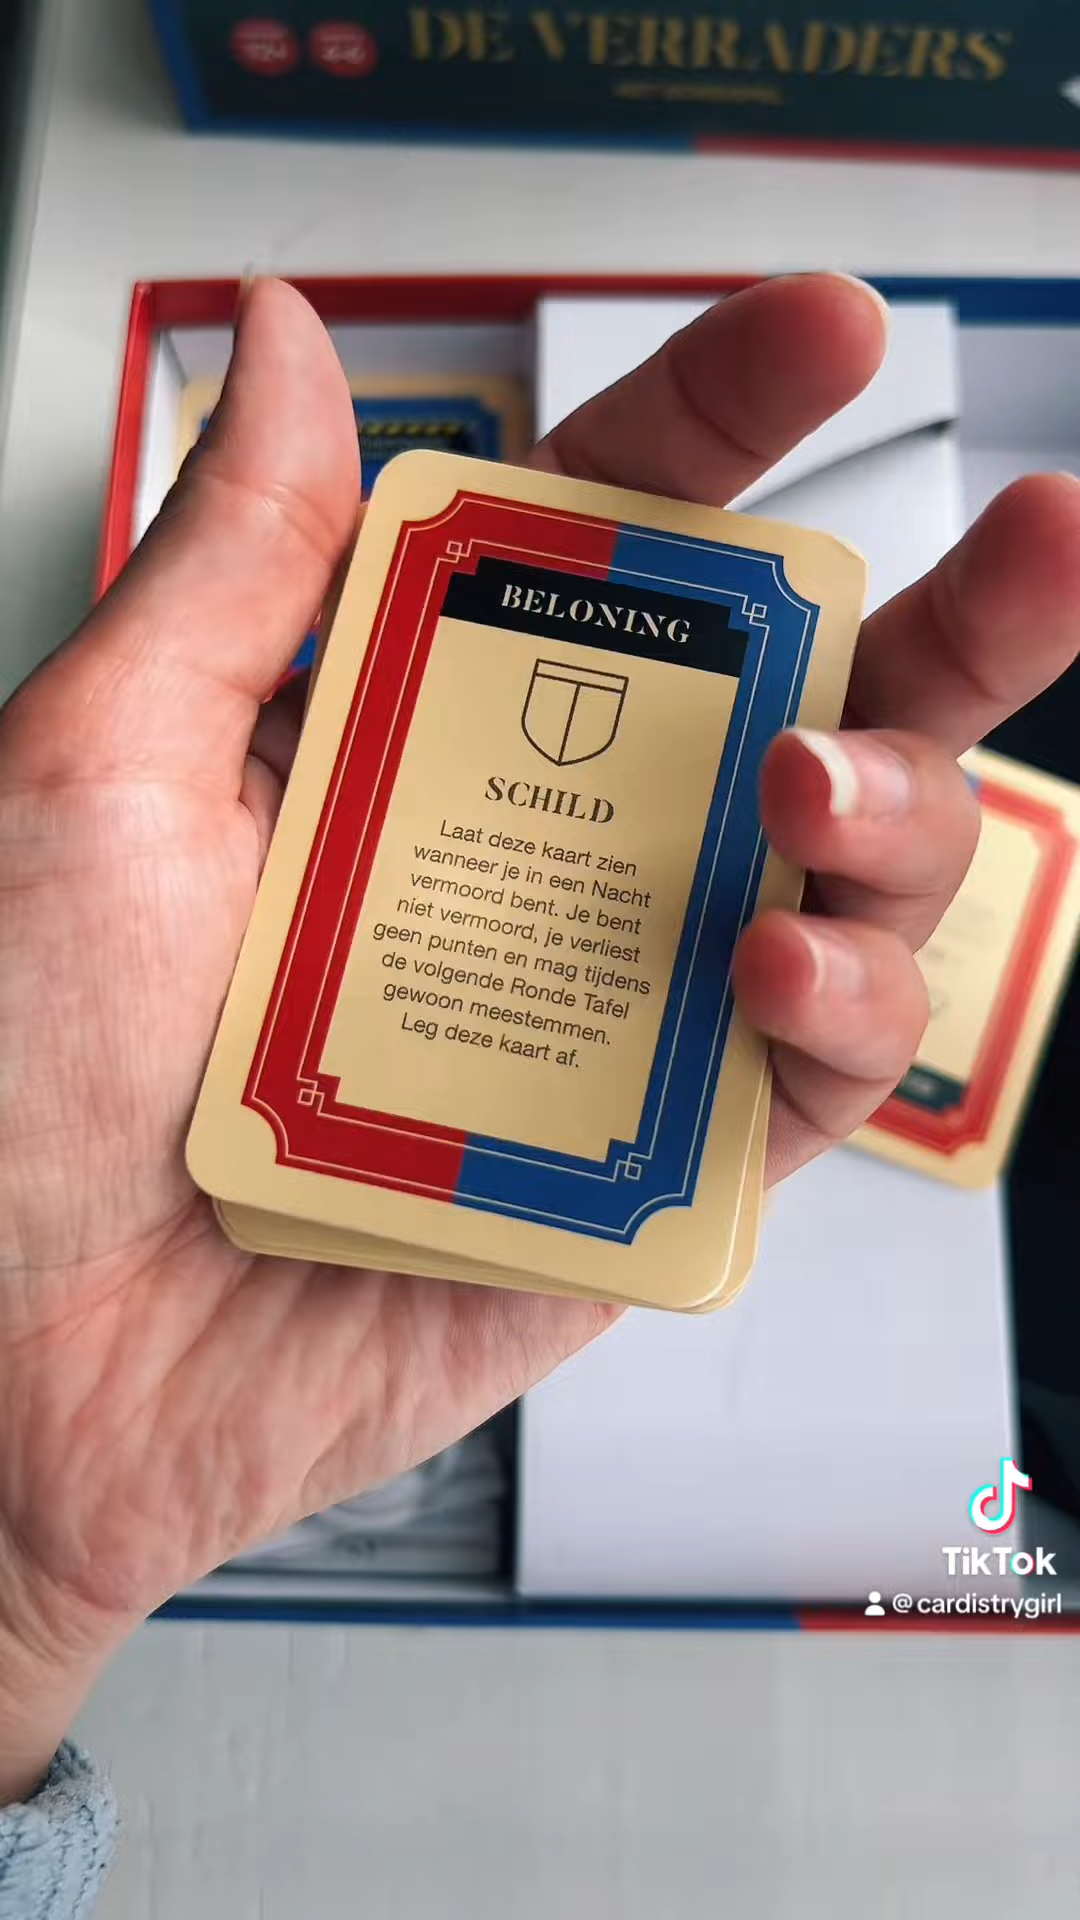 DE VERRADERS
BELONING
SCHILD
Laat deze kaart zien
wanneer je in een Nacht
vermoord bent. Je bent
niet vermoord, je verliest
geen punten en mag tijdens
de volgende Ronde Tafel
gewoon meestemmen.
Leg deze kaart af.
TikTok
@cardistrygirl